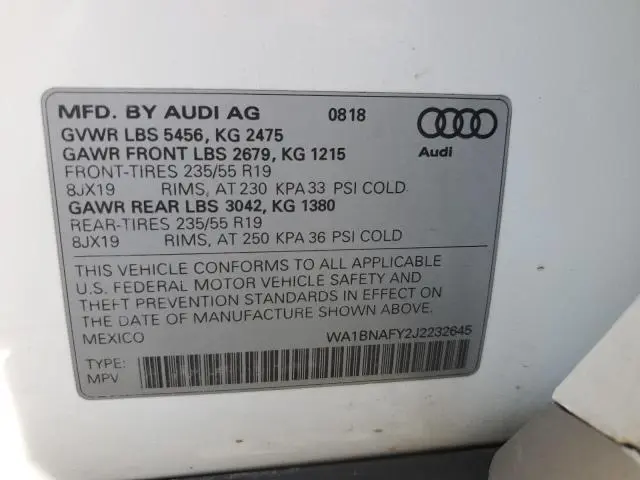 MFD. BY AUDI AG 0818
GVWR LBS 5456, KG 2475
GAWR FRONT LBS 2679, KG 1215
FRONT-TIRES 235/55 R19
8JX19 RIMS, AT 230 KPA 33 PSI COLD
GAWR REAR LBS 3042, KG 1380
REAR-TIRES 235/55 R19
8JX19 RIMS, AT 250 KPA 36 PSI COLD
Audi
THIS VEHICLE CONFORMS TO ALL APPLICABLE
U.S. FEDERAL MOTOR VEHICLE SAFETY AND
THEFT PREVENTION STANDARDS IN EFFECT ON
THE DATE OF MANUFACTURE SHOWN ABOVE.
MEXICO WA1BNAFY2J2232645
TYPE:
MPV